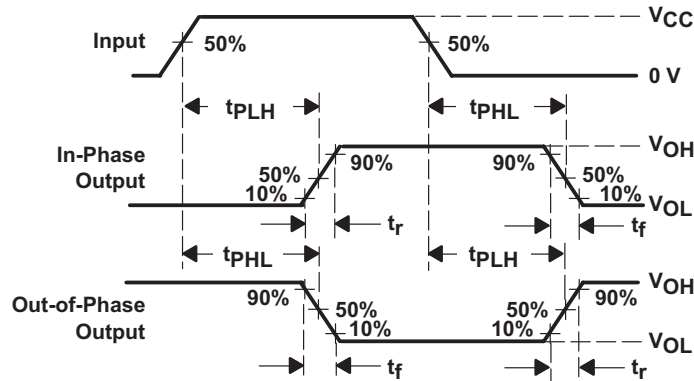 VCC
Input
50%
50%
0 V
tPLH
tPHL
In-Phase
Output
VOH
90%
90%
50%
50%
10%
10%
VOL
tr
tf
tPHL
tPLH
Out-of-Phase
Output
VOH
90%
90%
50%
50%
10%
10%
VOL
tf
tr